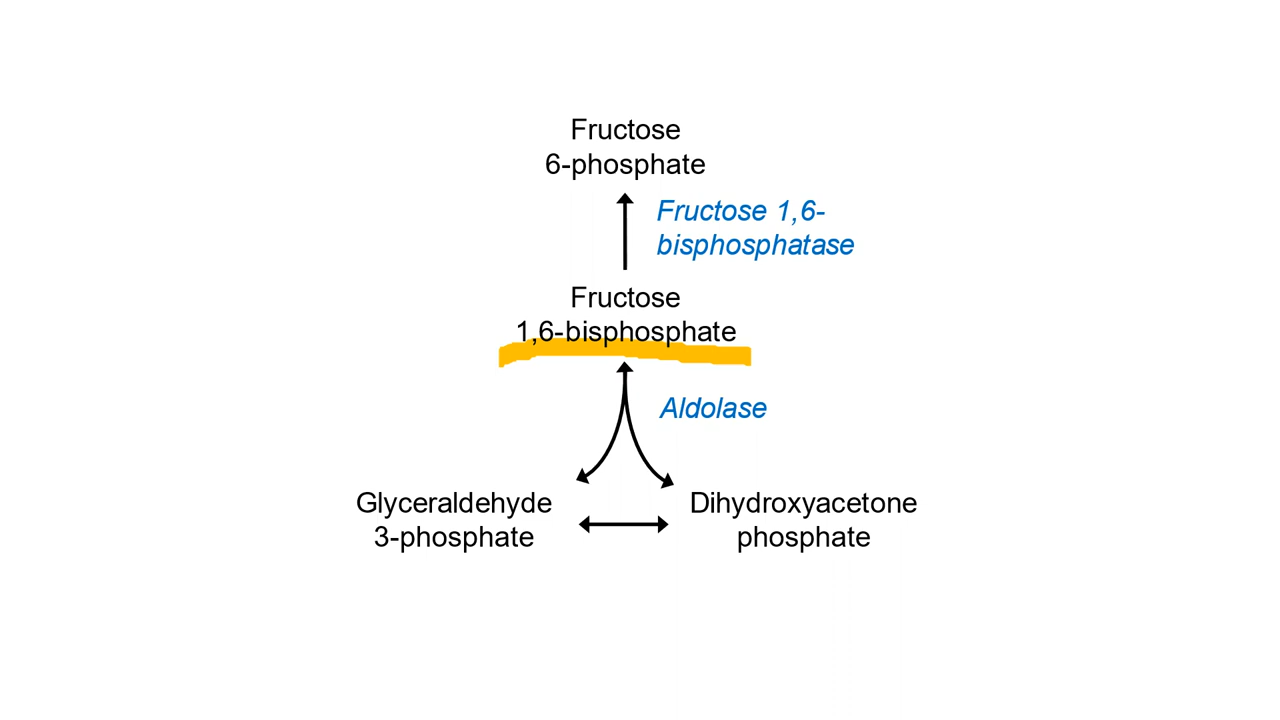 Fructose
6-phosphate
Fructose 1,6-
bisphosphatase
Fructose
1,6-bisphosphate
Aldolase
Glyceraldehyde
3-phosphate
Dihydroxyacetone
phosphate